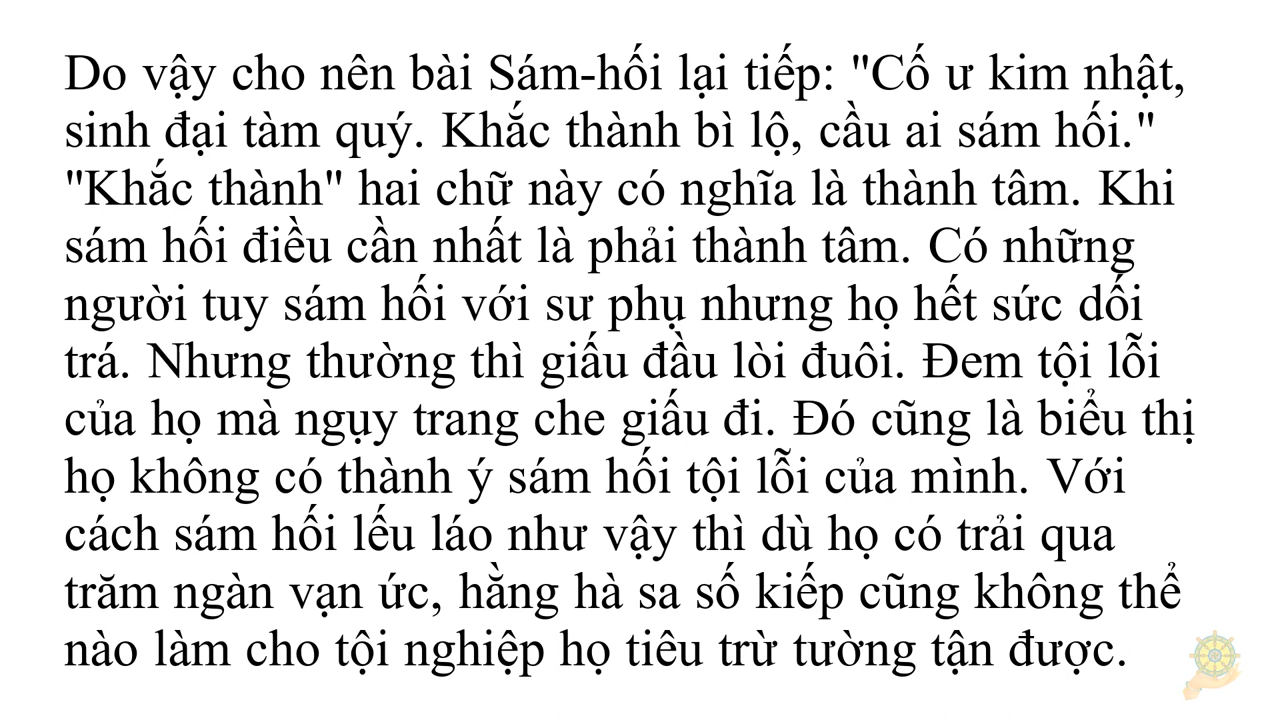 Do vậy cho nên bài Sám-hối lại tiếp: "Cố ư kim nhật,
sinh đại tàm quý. Khắc thành bì lộ, cầu ai sám hối."
"Khắc thành" hai chữ này có nghĩa là thành tâm. Khi
sám hối điều cần nhất là phải thành tâm. Có những
người tuy sám hối với sư phụ nhưng họ hết sức dối
trá. Nhưng thường thì giấu đầu lòi đuôi. Đem tội lỗi
của họ mà ngụy trang che giấu đi. Đó cũng là biểu thị
họ không có thành ý sám hối tội lỗi của mình. Với
cách sám hối lếu láo như vậy thì dù họ có trải qua
trăm ngàn vạn ức, hằng hà sa số kiếp cũng không thể
nào làm cho tội nghiệp họ tiêu trừ tường tận được.